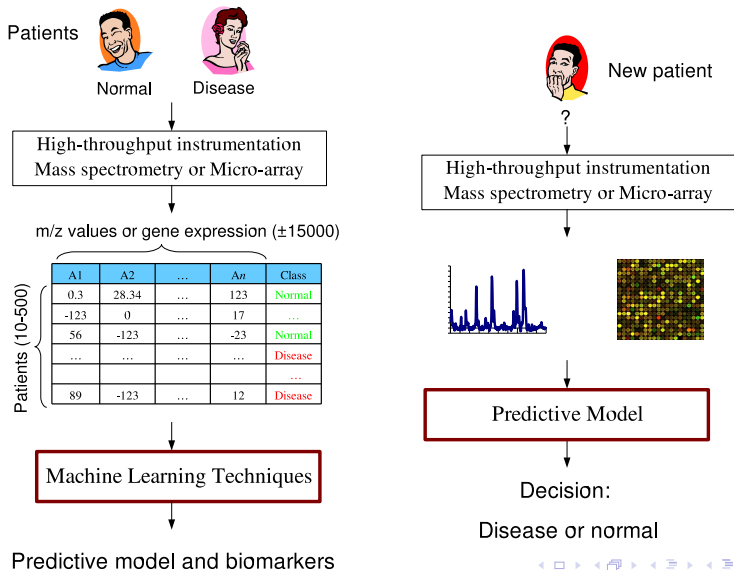 Patients
Normal
Disease
High-throughput instrumentation
Mass spectrometry or Micro-array
m/z values or gene expression (±15000)
Patients (10-500)
A1 A2 … An Class
0.3 28.34 … 123 Normal
-123 0 … 17 …
56 -123 … -23 Normal
… … … … Disease
…
89 -123 … 12 Disease
Machine Learning Techniques
Predictive model and biomarkers
New patient
?
High-throughput instrumentation
Mass spectrometry or Micro-array
Predictive Model
Decision:
Disease or normal